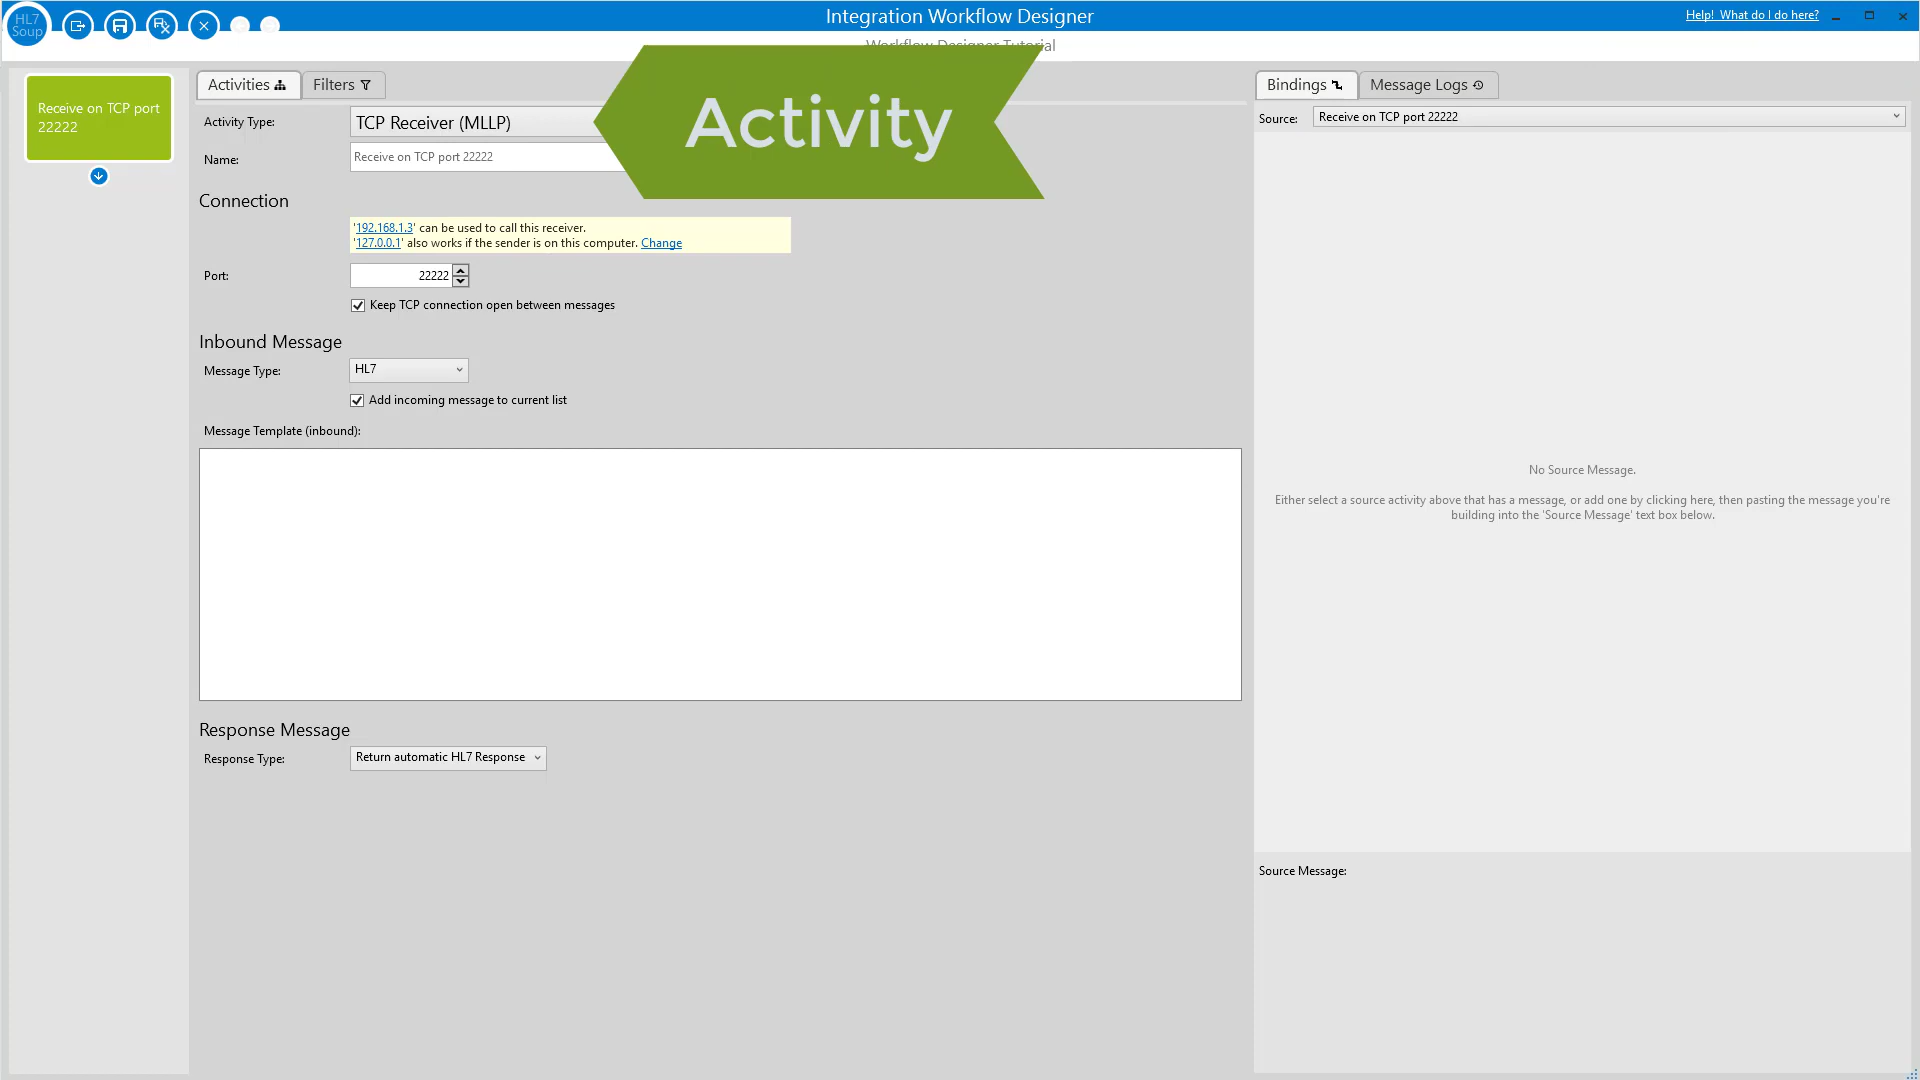 HL7
Soup
Integration Workflow Designer
Help!  What do I do here?
Workflow Designer Tutorial
Receive on TCP port
22222
Activities
Filters
Activity
Activity Type:
TCP Receiver (MLLP)
Name:
Receive on TCP port 22222
Connection
'192.168.1.3' can be used to call this receiver.
'127.0.0.1' also works if the sender is on this computer. Change
Port:
22222
Keep TCP connection open between messages
Inbound Message
Message Type:
HL7
Add incoming message to current list
Message Template (inbound):
Response Message
Response Type:
Return automatic HL7 Response
Bindings
Message Logs
Source:
Receive on TCP port 22222
No Source Message.
Either select a source activity above that has a message, or add one by clicking here, then pasting the message you're
building into the 'Source Message' text box below.
Source Message: